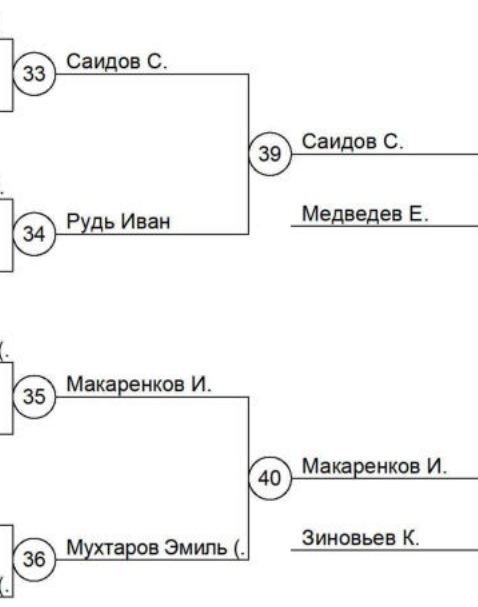 33 Саидов С.
39 Саидов С.
Медведев Е.
34 Рудь Иван
(.
35 Макаренков И.
40 Макаренков И.
Зиновьев К.
36 Мухтаров Эмиль (.
(.